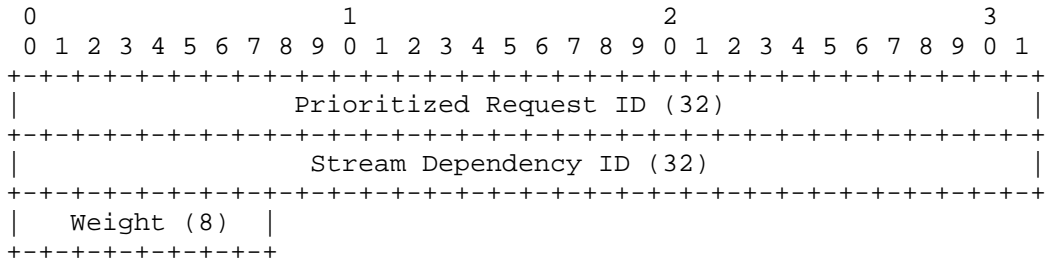 0                   1                   2                   3
 0 1 2 3 4 5 6 7 8 9 0 1 2 3 4 5 6 7 8 9 0 1 2 3 4 5 6 7 8 9 0 1
+-+-+-+-+-+-+-+-+-+-+-+-+-+-+-+-+-+-+-+-+-+-+-+-+-+-+-+-+-+-+-+-+
|                 Prioritized Request ID (32)                   |
+-+-+-+-+-+-+-+-+-+-+-+-+-+-+-+-+-+-+-+-+-+-+-+-+-+-+-+-+-+-+-+-+
|                  Stream Dependency ID (32)                    |
+-+-+-+-+-+-+-+-+-+-+-+-+-+-+-+-+-+-+-+-+-+-+-+-+-+-+-+-+-+-+-+-+
|   Weight (8)  |
+-+-+-+-+-+-+-+-+